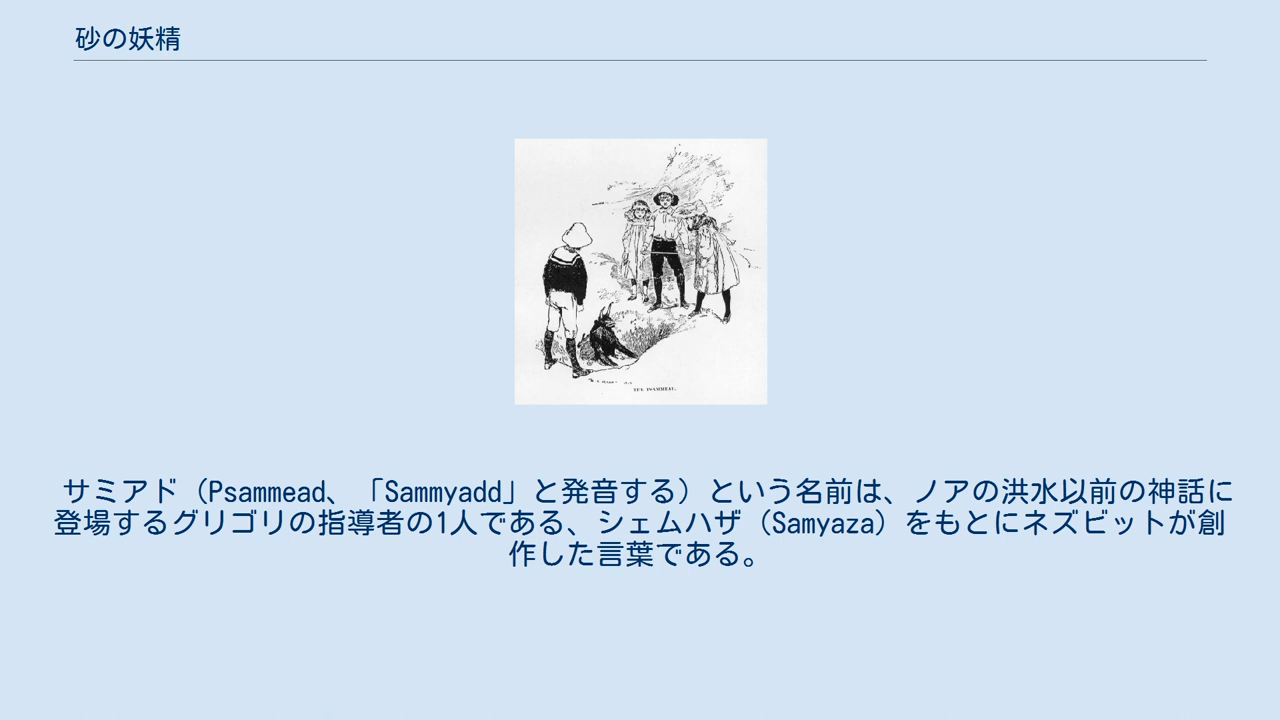 砂の妖精
THE PSAMMEAD.
サミアド（Psammead、「Sammyadd」と発音する）という名前は、ノアの洪水以前の神話に
登場するグリゴリの指導者の1人である、シェムハザ（Samyaza）をもとにネズビットが創
作した言葉である。